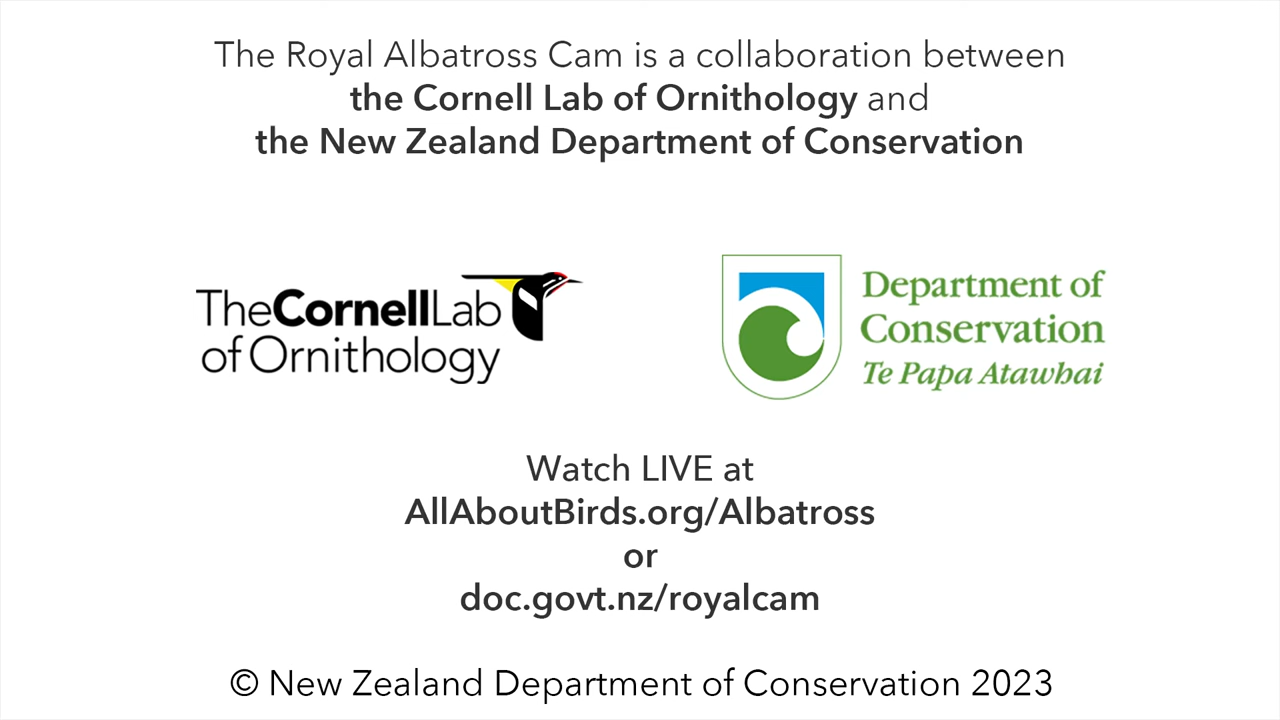 The Royal Albatross Cam is a collaboration between
the Cornell Lab of Ornithology and
the New Zealand Department of Conservation
TheCornellLab
of Ornithology
Department of
Conservation
Te Papa Atawhai
Watch LIVE at
AllAboutBirds.org/Albatross
or
doc.govt.nz/royalcam
© New Zealand Department of Conservation 2023